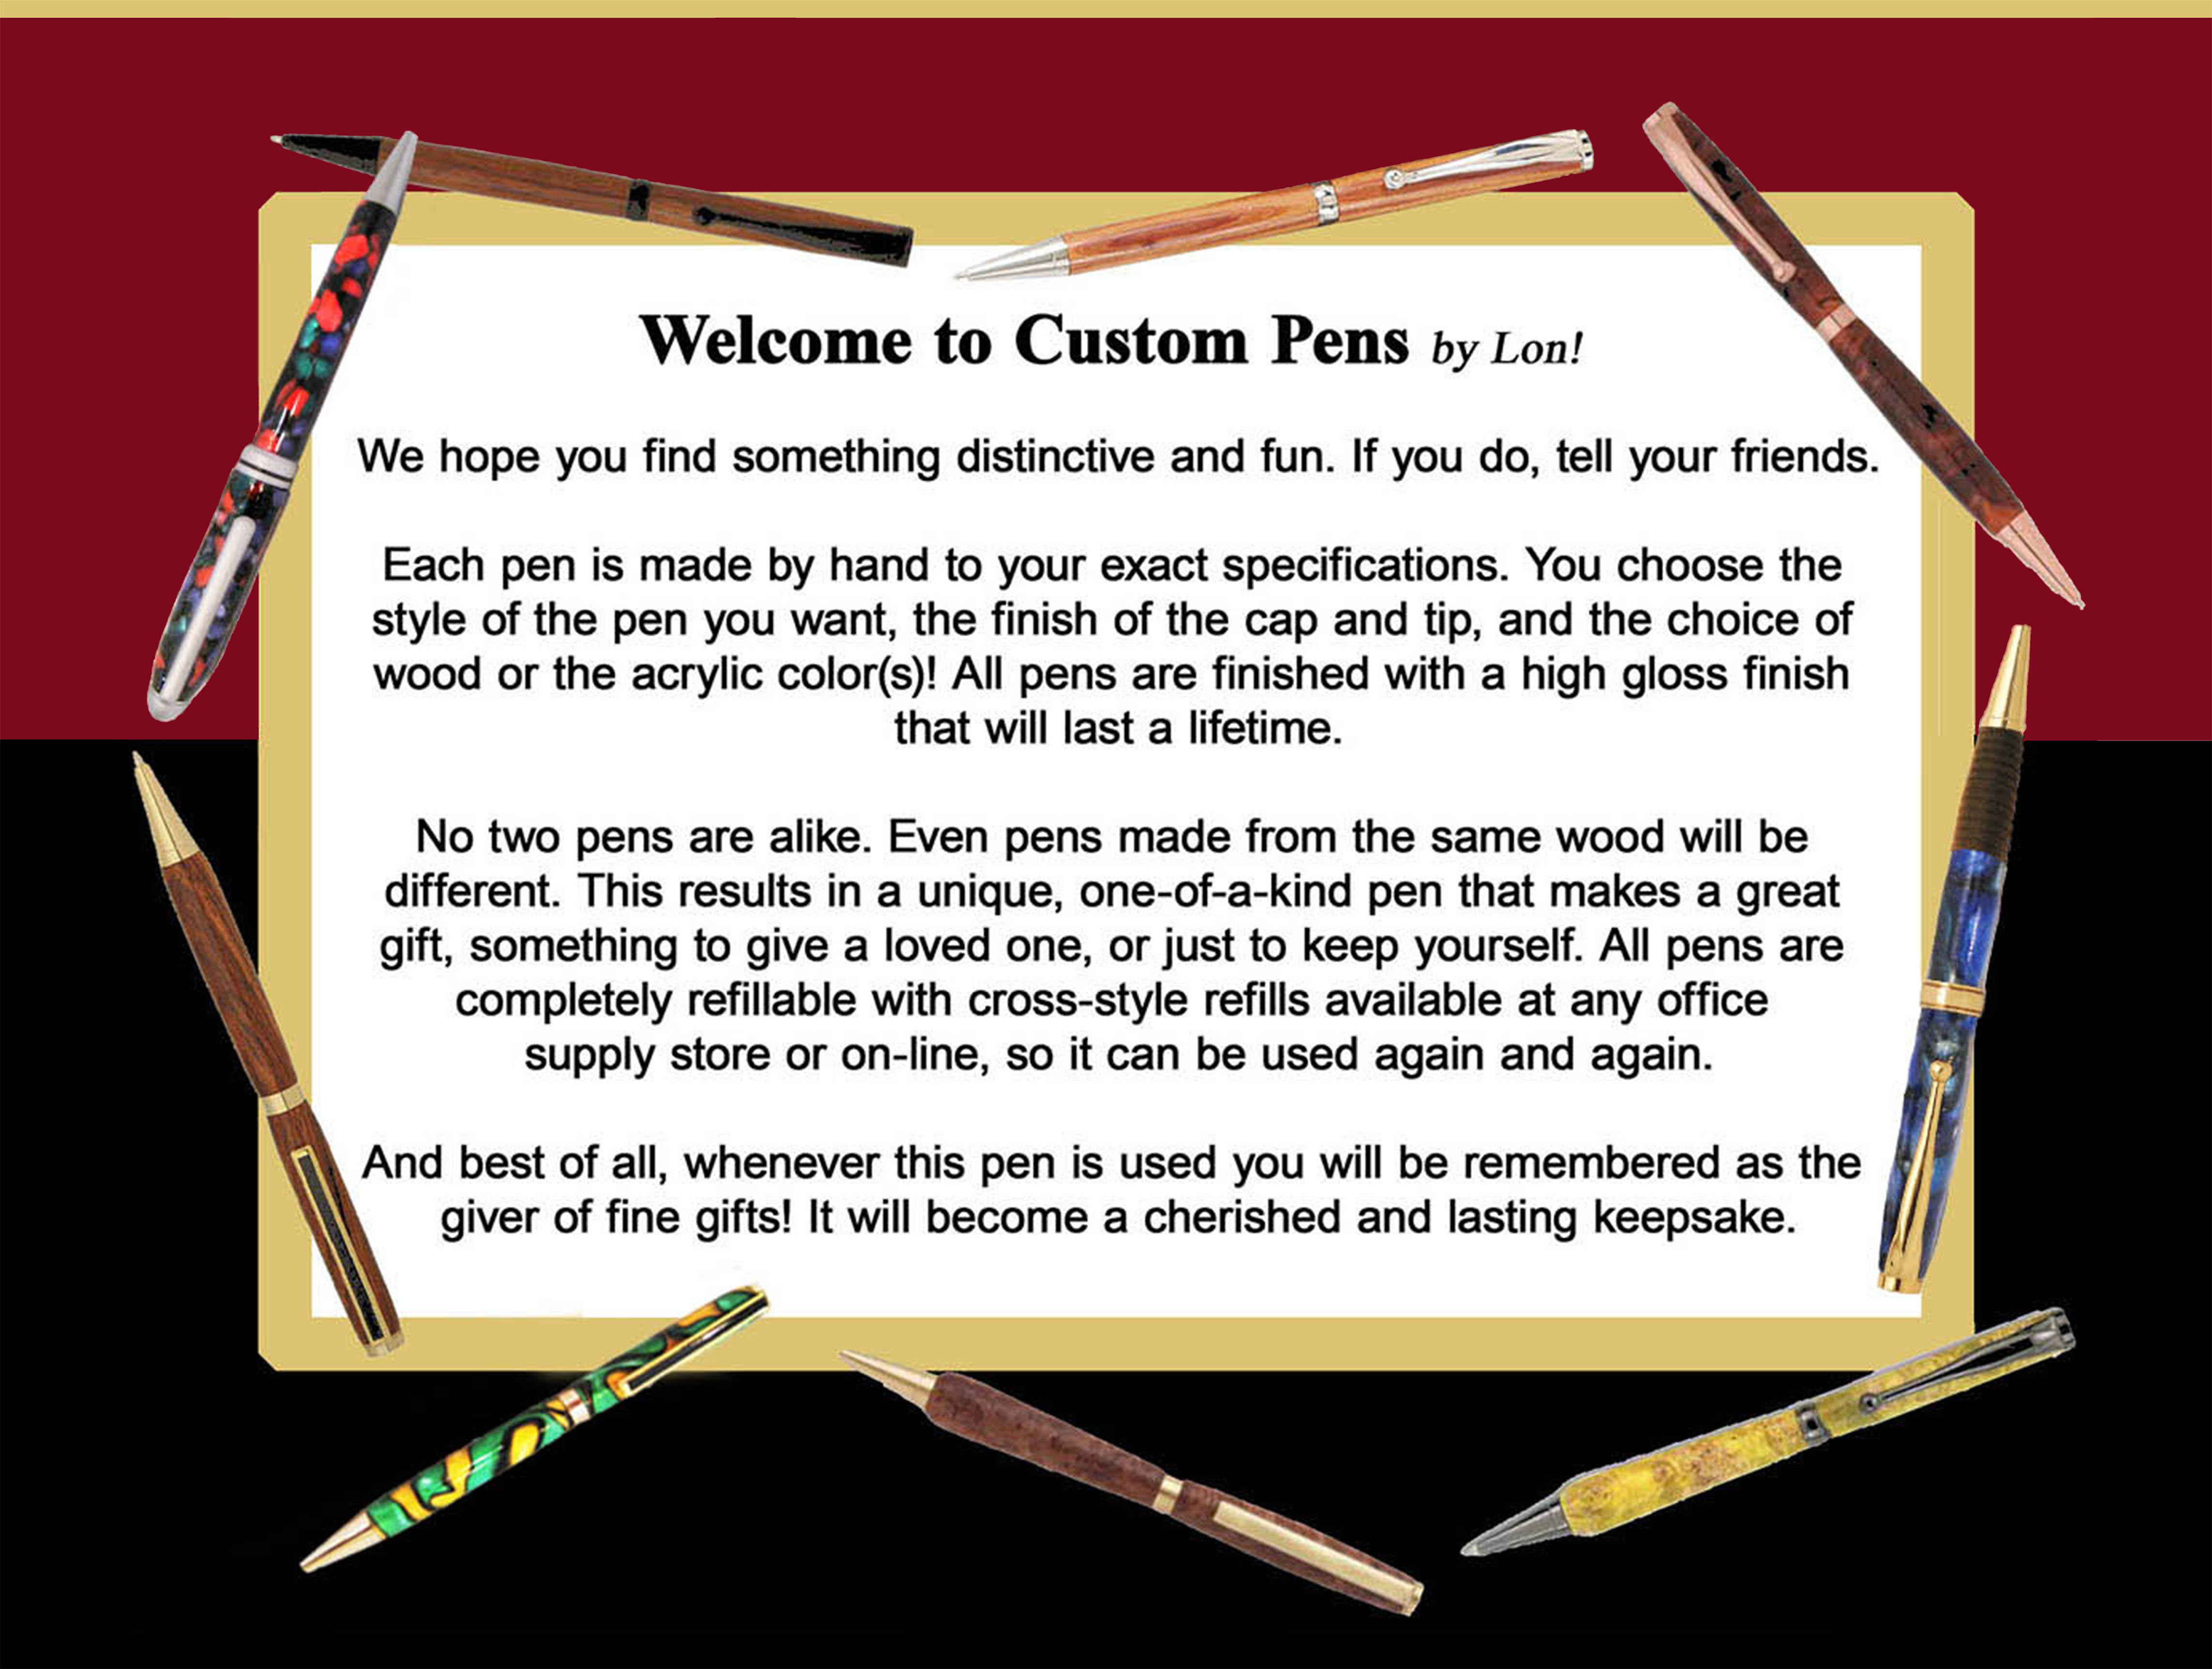 Welcome to Custom Pens by Lon!
We hope you find something distinctive and fun. If you do, tell your friends.
Each pen is made by hand to your exact specifications. You choose the
style of the pen you want, the finish of the cap and tip, and the choice of
wood or the acrylic color(s)! All pens are finished with a high gloss finish
that will last a lifetime.
No two pens are alike. Even pens made from the same wood will be
different. This results in a unique, one-of-a-kind pen that makes a great
gift, something to give a loved one, or just to keep yourself. All pens are
completely refillable with cross-style refills available at any office
supply store or on-line, so it can be used again and again.
And best of all, whenever this pen is used you will be remembered as the
giver of fine gifts! It will become a cherished and lasting keepsake.